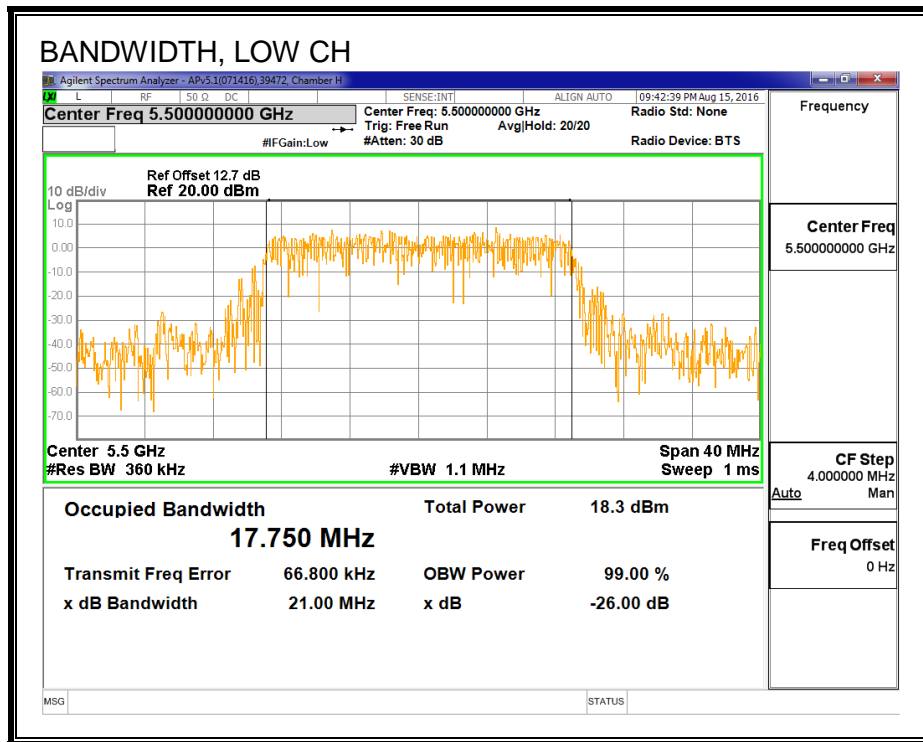 BANDWIDTH, LOW CH
Agilent Spectrum Analyzer - APv5.1(071416),39472, Chamber H
LXI L RF 50 Ω DC SENSE:INT ALIGN AUTO 09:42:39 PM Aug 15, 2016
Center Freq 5.500000000 GHz
Center Freq: 5.500000000 GHz
Radio Std: None
Trig: Free Run Avg|Hold: 20/20
#IFGain:Low
#Atten: 30 dB
Radio Device: BTS
Ref Offset 12.7 dB
10 dB/div Ref 20.00 dBm
Log
10.0
0.00
-10.0
-20.0
-30.0
-40.0
-50.0
-60.0
-70.0
Center 5.5 GHz Span 40 MHz
#Res BW 360 kHz #VBW 1.1 MHz Sweep 1 ms
Occupied Bandwidth Total Power 18.3 dBm
17.750 MHz
Transmit Freq Error 66.800 kHz OBW Power 99.00 %
x dB Bandwidth 21.00 MHz x dB -26.00 dB
MSG STATUS
Frequency
Center Freq
5.500000000 GHz
CF Step
4.000000 MHz
Auto Man
Freq Offset
0 Hz